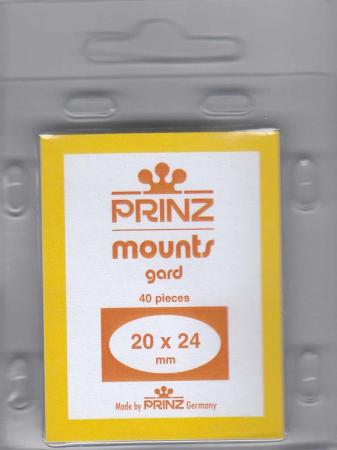 PRINZ
mounts
gard
40 pieces
20 x 24
mm
Made by PRINZ Germany